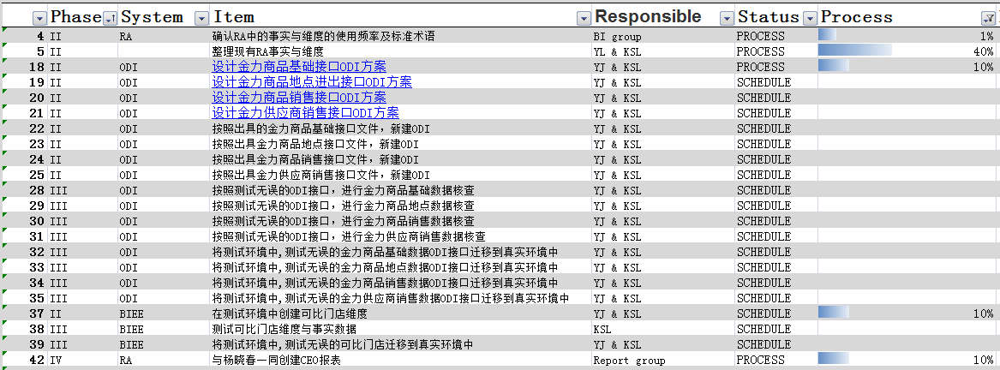 Phase System Item Responsible Status Process
4 II RA 确认RA中的事实与维度的使用频率及标准术语 BI group PROCESS 1%
5 II 整理现有RA事实与维度 YL & KSL PROCESS 40%
18 II ODI 设计金力商品基础接口ODI方案 YJ & KSL PROCESS 10%
19 II ODI 设计金力商品地点进出接口ODI方案 YJ & KSL SCHEDULE
20 II ODI 设计金力商品销售接口ODI方案 YJ & KSL SCHEDULE
21 II ODI 设计金力供应商销售接口ODI方案 YJ & KSL SCHEDULE
22 II ODI 按照出具的金力商品基础接口文件，新建ODI YJ & KSL SCHEDULE
23 II ODI 按照出具金力商品地点接口文件，新建ODI YJ & KSL SCHEDULE
24 II ODI 按照出具金力商品销售接口文件，新建ODI YJ & KSL SCHEDULE
25 II ODI 按照出具金力供应商销售接口文件，新建ODI YJ & KSL SCHEDULE
28 III ODI 按照测试无误的ODI接口，进行金力商品基础数据核查 YJ & KSL SCHEDULE
29 III ODI 按照测试无误的ODI接口，进行金力商品地点数据核查 YJ & KSL SCHEDULE
30 III ODI 按照测试无误的ODI接口，进行金力商品销售数据核查 YJ & KSL SCHEDULE
31 III ODI 按照测试无误的ODI接口，进行金力供应商销售数据核查 YJ & KSL SCHEDULE
32 III ODI 将测试环境中,测试无误的金力商品基础数据ODI接口迁移到真实环境中 YJ & KSL SCHEDULE
33 III ODI 将测试环境中,测试无误的金力商品地点数据ODI接口迁移到真实环境中 YJ & KSL SCHEDULE
34 III ODI 将测试环境中,测试无误的金力商品销售数据ODI接口迁移到真实环境中 YJ & KSL SCHEDULE
35 III ODI 将测试环境中,测试无误的金力供应商销售数据ODI接口迁移到真实环境中 YJ & KSL SCHEDULE
37 II BIEE 在测试环境中创建可比门店维度 YJ & KSL SCHEDULE 10%
38 III BIEE 测试可比门店维度与事实数据 KSL SCHEDULE
39 III BIEE 将测试环境中,测试无误的可比门店迁移到真实环境中 YJ & KSL SCHEDULE
42 IV RA 与杨晓春一同创建CEO报表 Report group PROCESS 10%